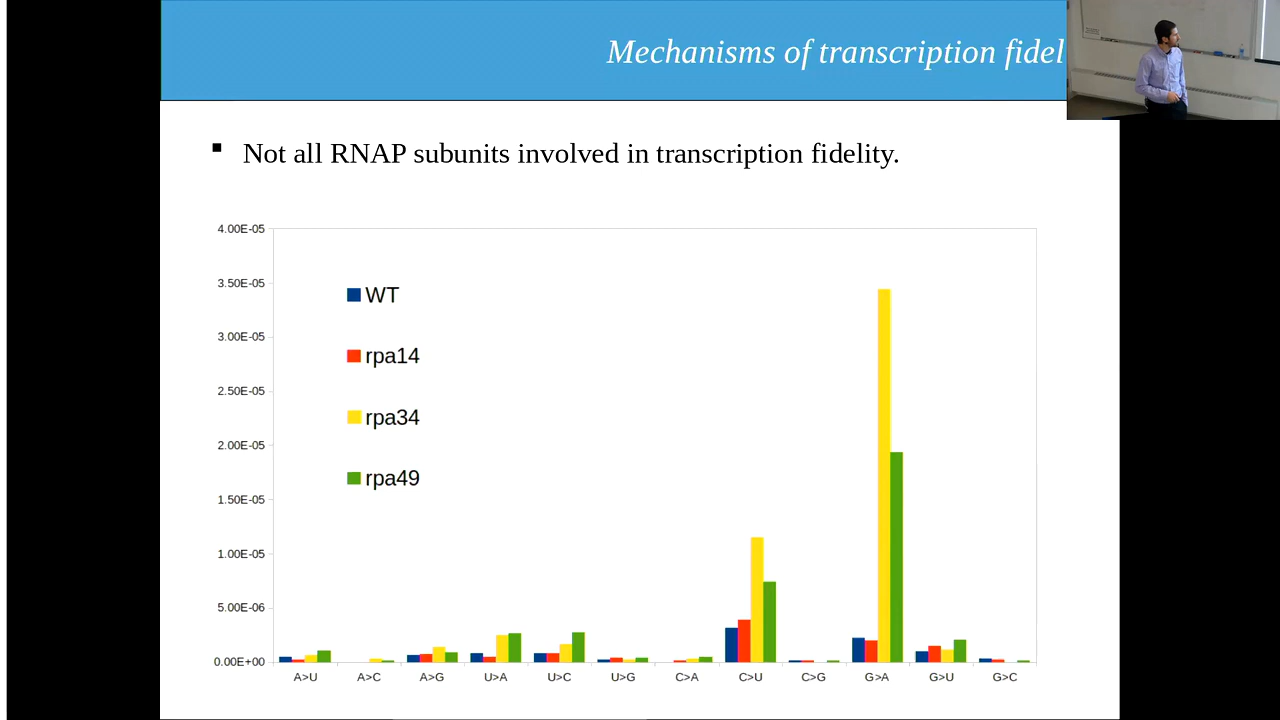 Mechanisms of transcription fidel
Not all RNAP subunits involved in transcription fidelity.
4.00E-05
3.50E-05
3.00E-05
2.50E-05
2.00E-05
1.50E-05
1.00E-05
5.00E-06
0.00E+00
WT
rpa14
rpa34
rpa49
A>U A>C A>G U>A U>C U>G C>A C>U C>G G>A G>U G>C